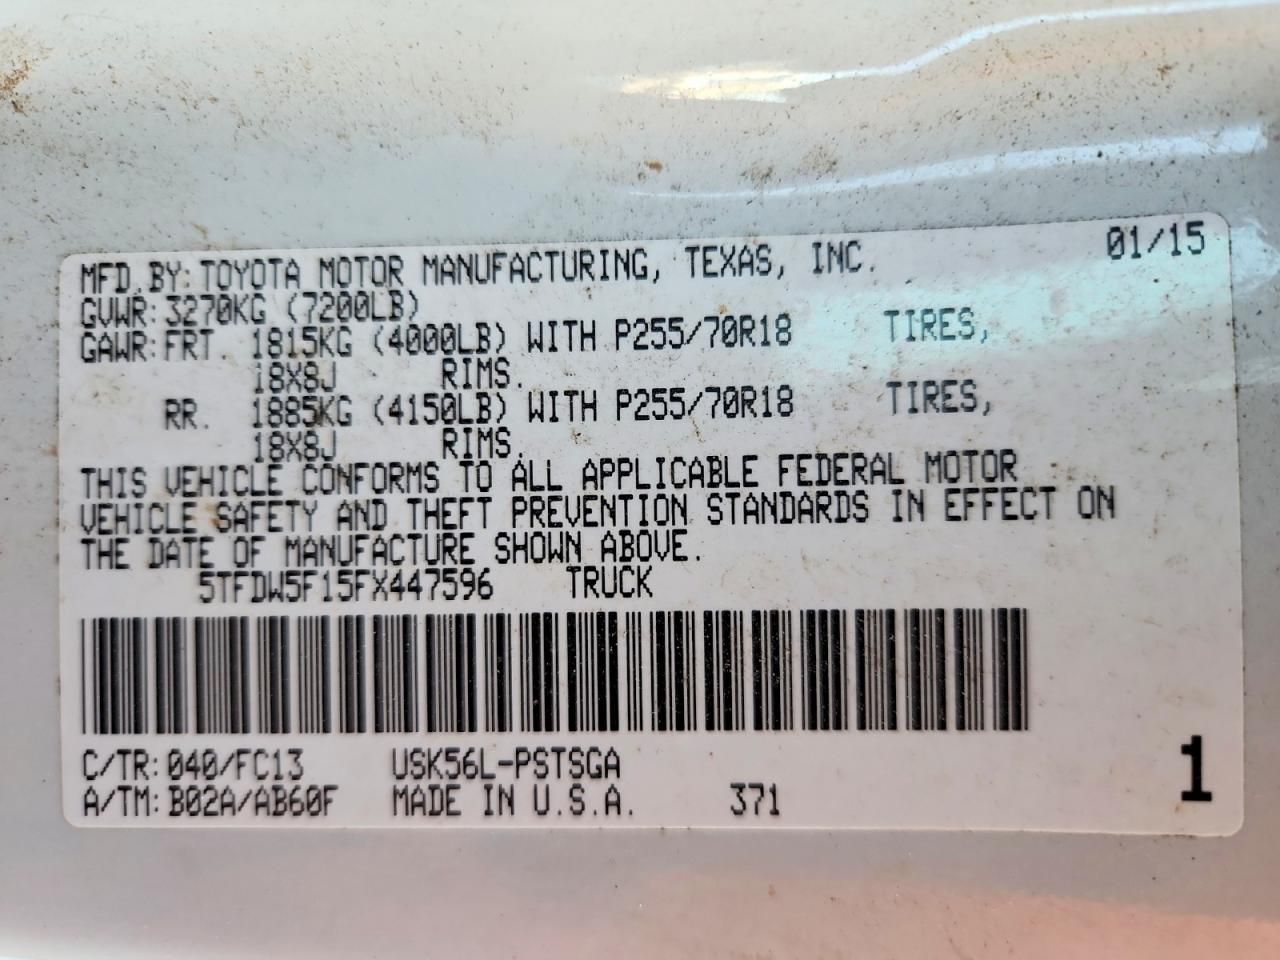 MFD.BY:TOYOTA MOTOR MANUFACTURING, TEXAS, INC. 01/15
GVWR:3270KG (7200LB)
GAWR:FRT. 1815KG (4000LB) WITH P255/70R18 TIRES,
18X8J RIMS.
RR. 1885KG (4150LB) WITH P255/70R18 TIRES,
18X8J RIMS.
THIS VEHICLE CONFORMS TO ALL APPLICABLE FEDERAL MOTOR
VEHICLE SAFETY AND THEFT PREVENTION STANDARDS IN EFFECT ON
THE DATE OF MANUFACTURE SHOWN ABOVE.
5TFDW5F15FX447596 TRUCK
C/TR:040/FC13 USK56L-PSTSGA
A/TM:B02A/AB60F MADE IN U.S.A. 371
1